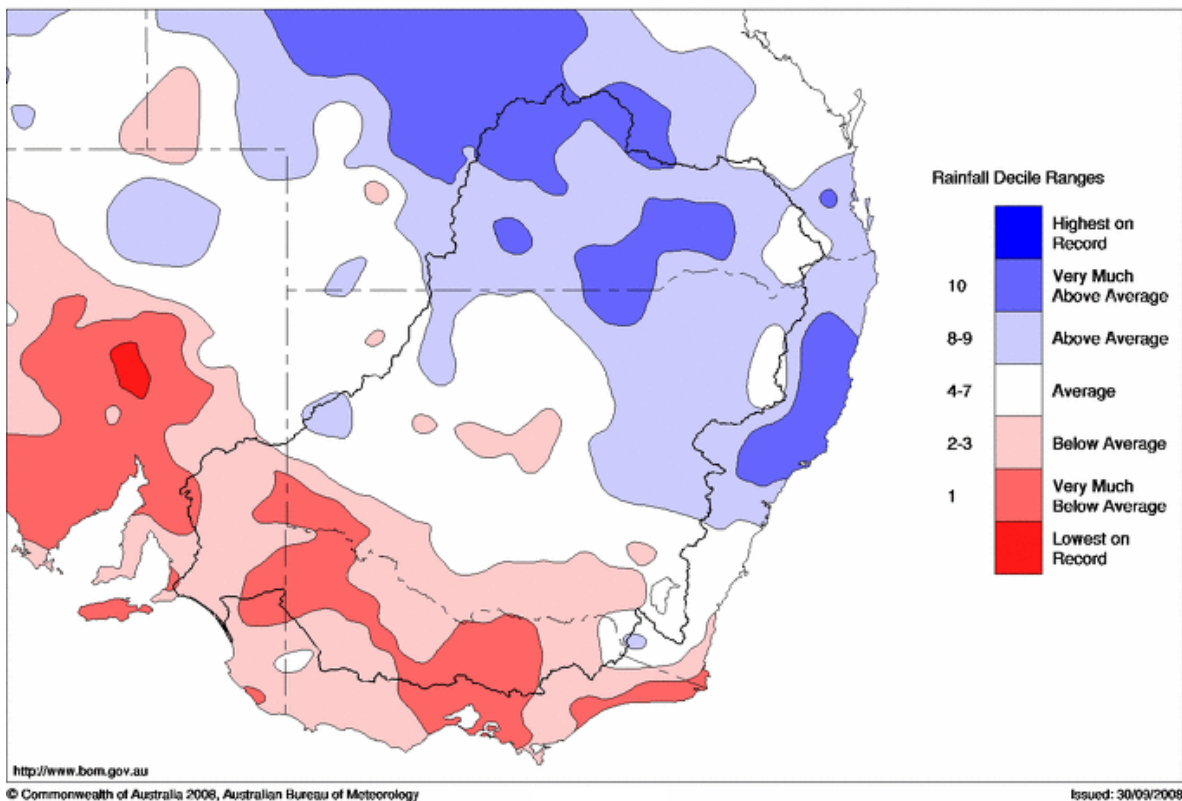 Rainfall Decile Ranges
Highest on
Record
10
Very Much
Above Average
8-9
Above Average
4-7
Average
2-3
Below Average
1
Very Much
Below Average
Lowest on
Record
http://www.bom.gov.au
© Commonwealth of Australia 2008, Australian Bureau of Meteorology
Issued: 30/09/2008